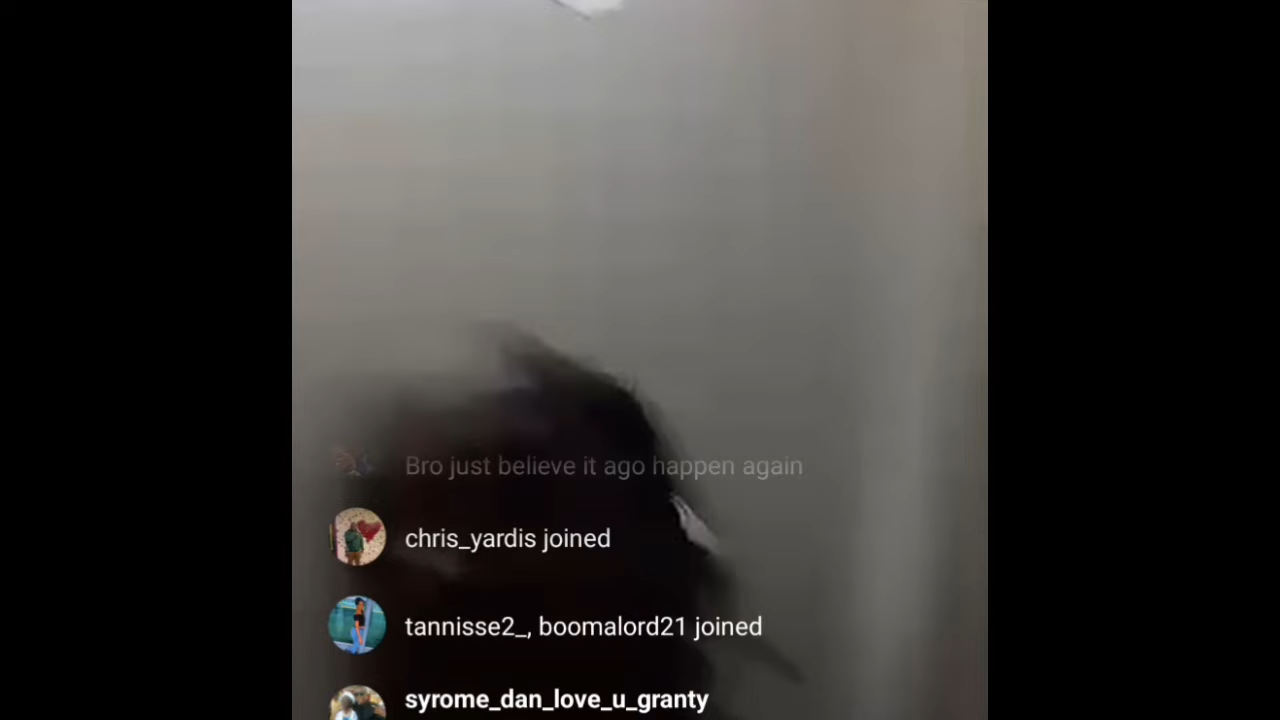 Bro just believe it ago happen again
chris_yardis joined
tannisse2_, boomalord21 joined
syrome_dan_love_u_granty